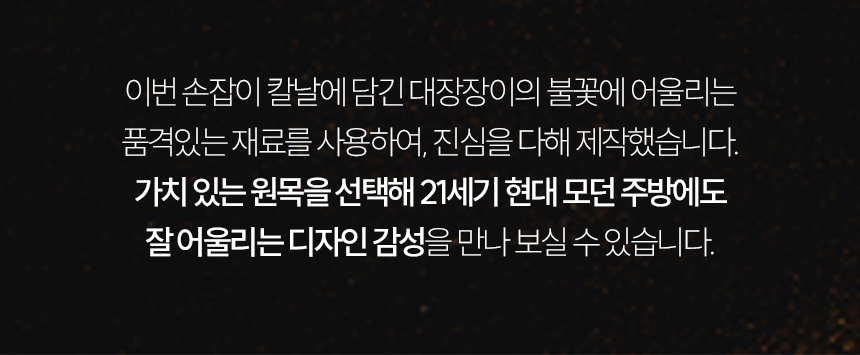 이번 손잡이 칼날에 담긴 대장장이의 불꽃에 어울리는
품격있는 재료를 사용하여, 진심을 다해 제작했습니다.
가치 있는 원목을 선택해 21세기 현대 모던 주방에도
잘 어울리는 디자인 감성을 만나 보실 수 있습니다.